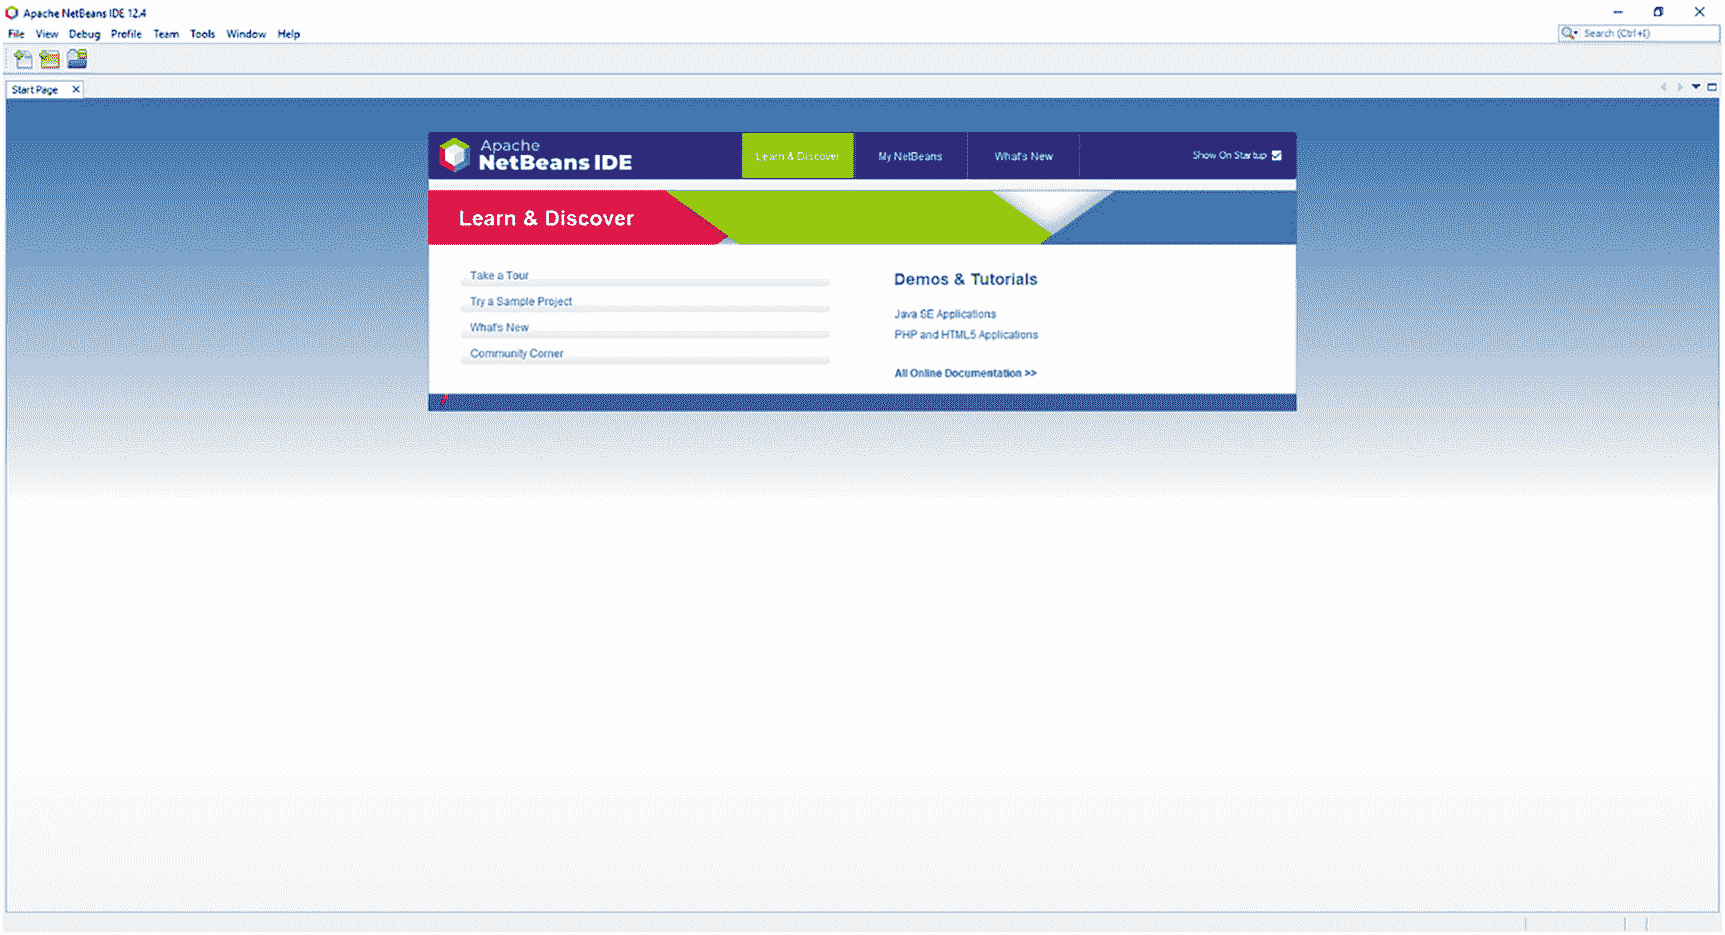 Apache NetBeans IDE 12.4
File View Debug Profile Team Tools Window Help
Search (Ctrl+I)
Start Page
Apache
NetBeans IDE
Learn & Discover
My NetBeans
What's New
Show On Startup
Learn & Discover
Take a Tour
Try a Sample Project
What's New
Community Corner
Demos & Tutorials
Java SE Applications
PHP and HTML5 Applications
All Online Documentation >>